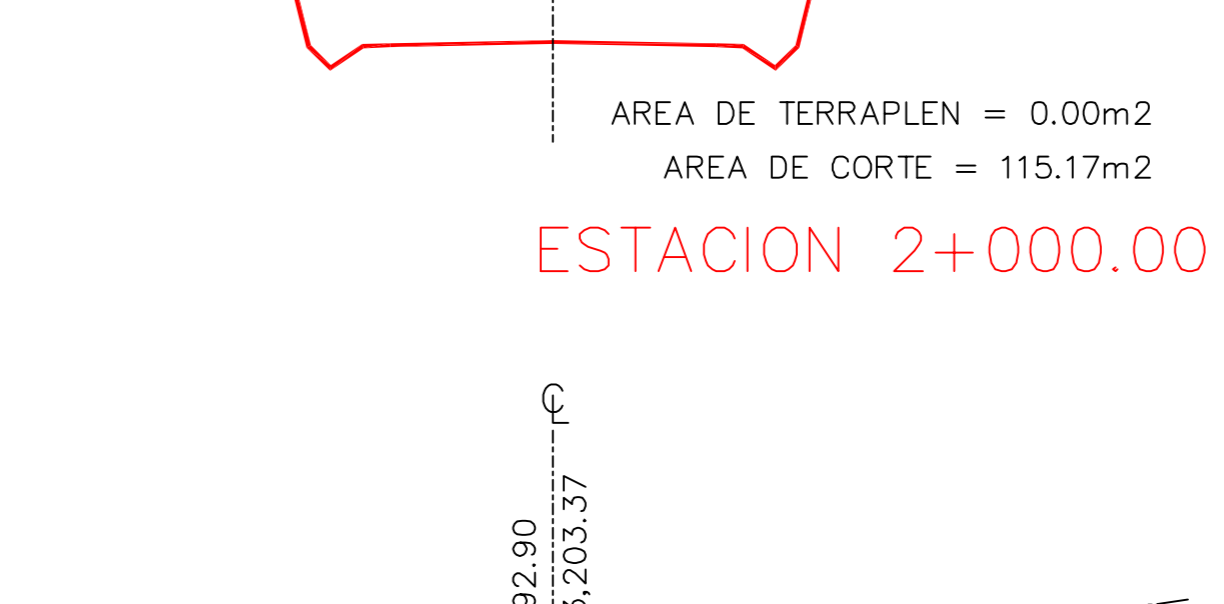 AREA DE TERRAPLEN = 0.00m2
AREA DE CORTE = 115.17m2
ESTACION 2+000.00
℄
92.90
,203.37